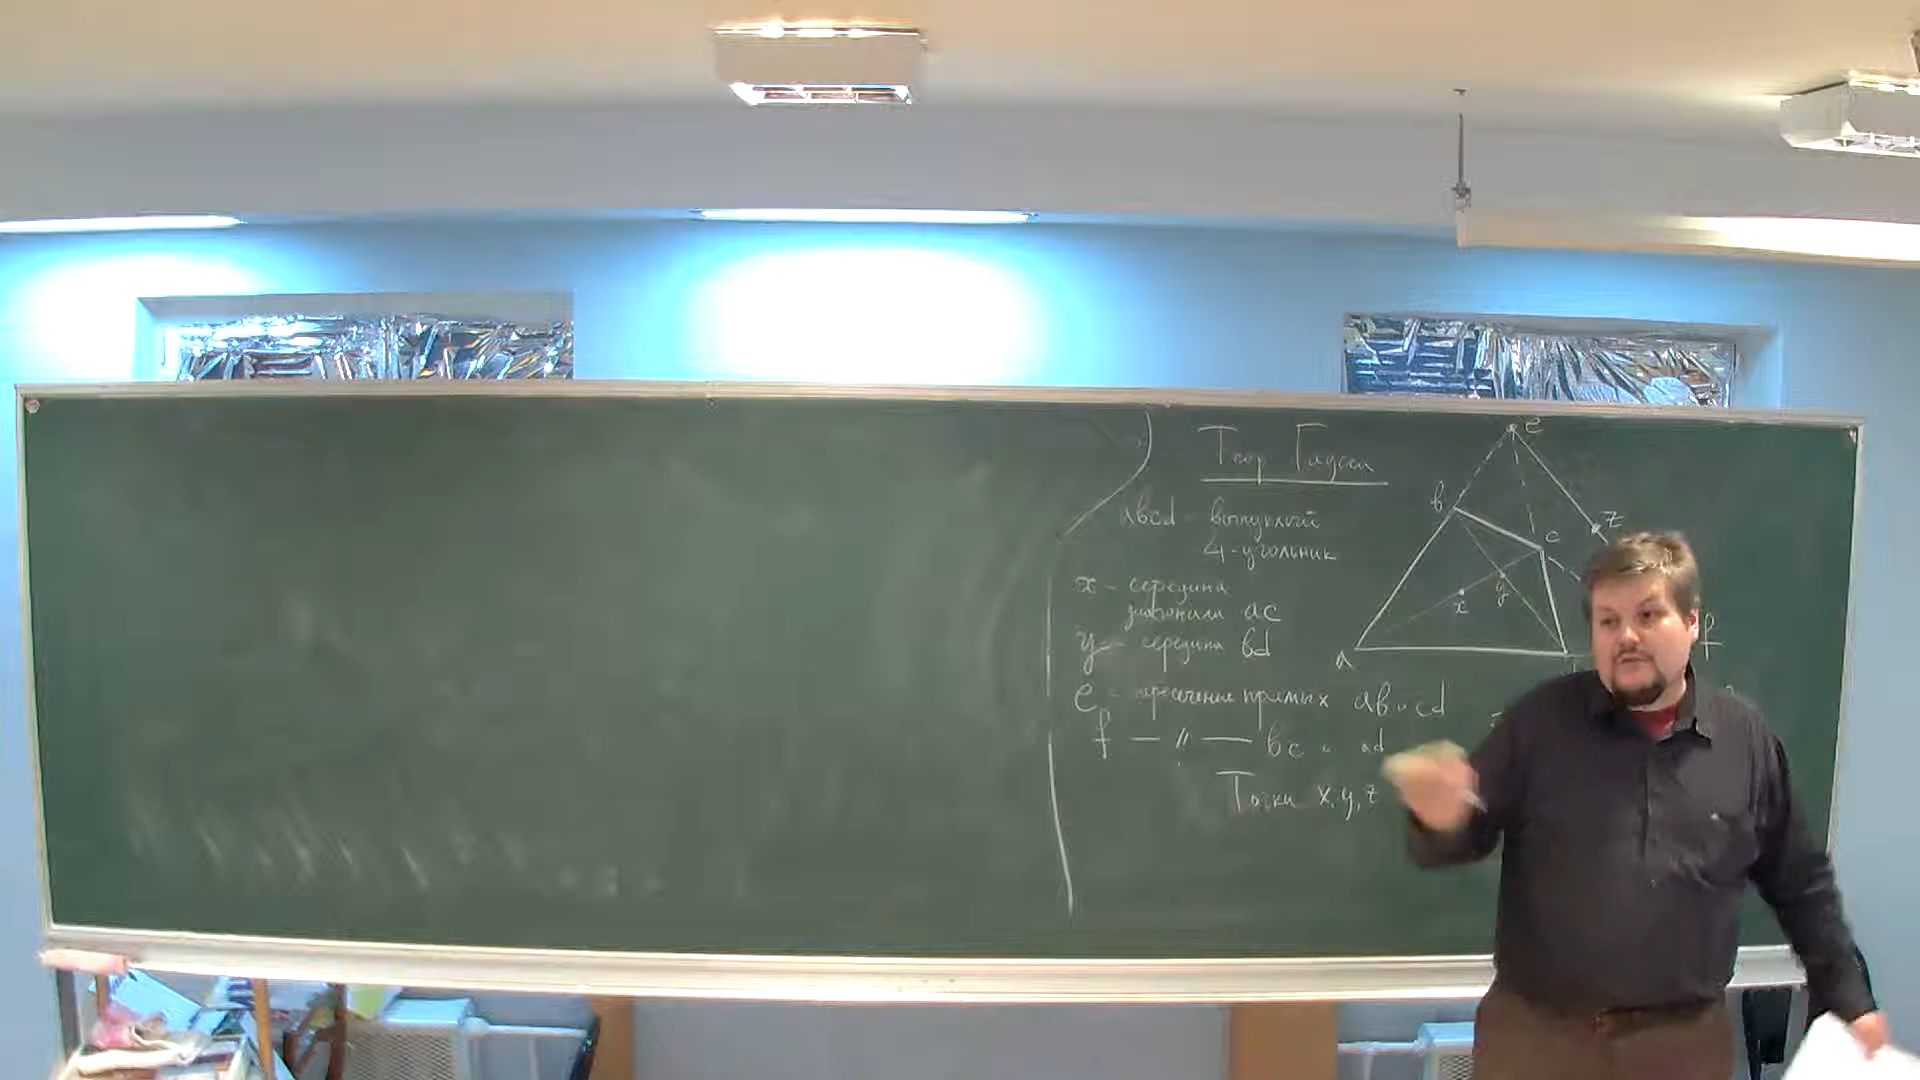 Теор Гаусса
abcd - выпуклый
4-угольник
x - середина
диагонали ac
y - середина bd
e - пересечение прямых ab и cd
f — // — bc и ad
Точки x, y, z
e
b
z
c
y
x
f
a